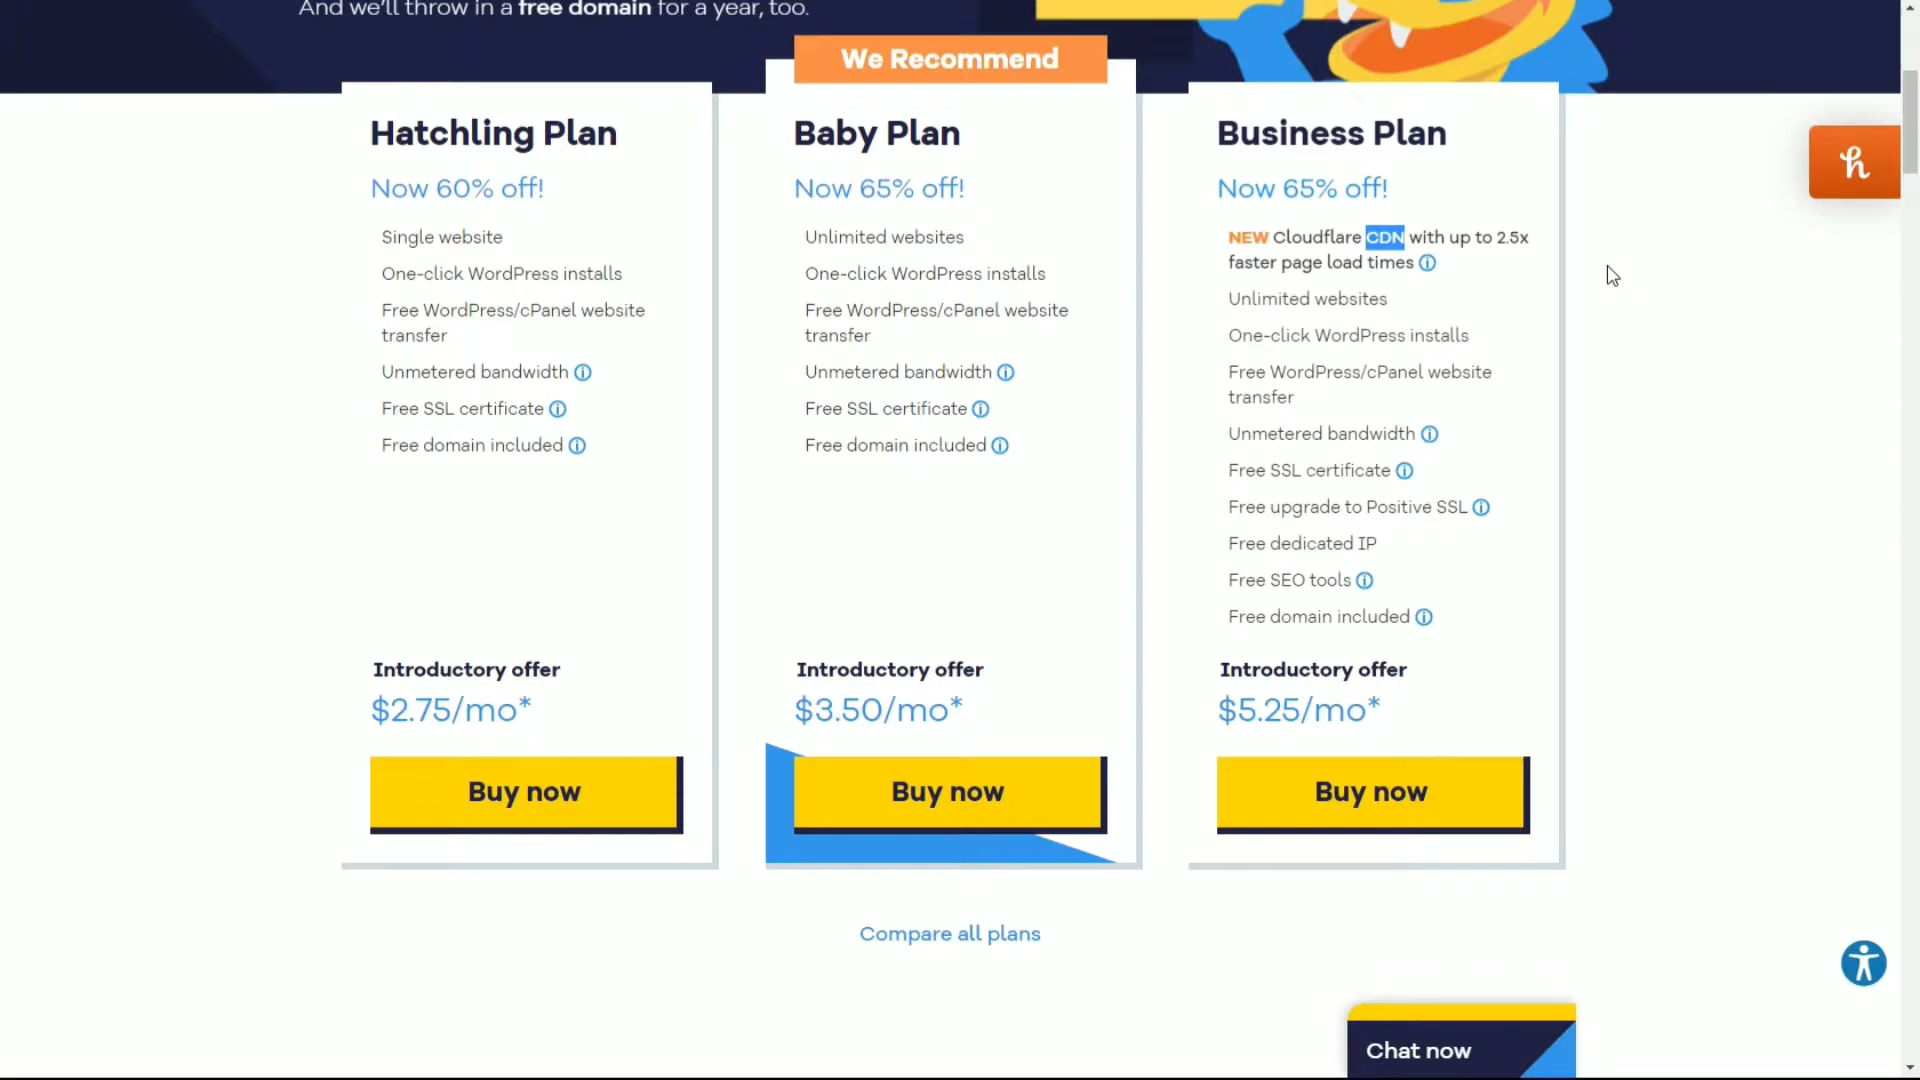 And we'll throw in a free domain for a year, too.
We Recommend
Hatchling Plan
Now 60% off!
Single website
One-click WordPress installs
Free WordPress/cPanel website
transfer
Unmetered bandwidth
Free SSL certificate
Free domain included
Introductory offer
$2.75/mo*
Buy now
Baby Plan
Now 65% off!
Unlimited websites
One-click WordPress installs
Free WordPress/cPanel website
transfer
Unmetered bandwidth
Free SSL certificate
Free domain included
Introductory offer
$3.50/mo*
Buy now
Business Plan
Now 65% off!
NEW Cloudflare CDN with up to 2.5x
faster page load times
Unlimited websites
One-click WordPress installs
Free WordPress/cPanel website
transfer
Unmetered bandwidth
Free SSL certificate
Free upgrade to Positive SSL
Free dedicated IP
Free SEO tools
Free domain included
Introductory offer
$5.25/mo*
Buy now
h
Compare all plans
Chat now